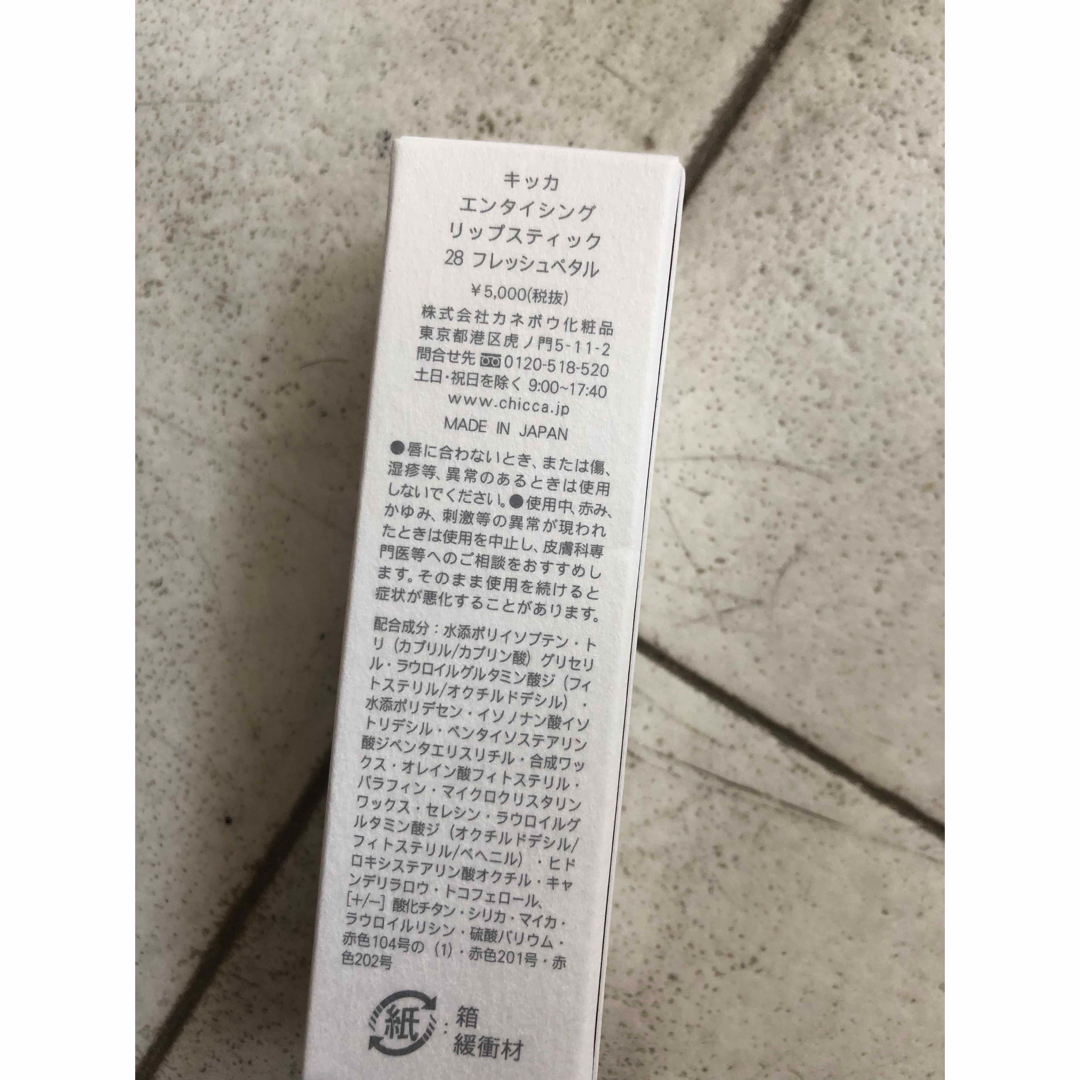 キッカ
エンタイシング
リップスティック
28 フレッシュペタル
￥5,000(税抜)
株式会社カネボウ化粧品
東京都港区虎ノ門5-11-2
問合せ先 0120-518-520
土日・祝日を除く 9:00~17:40
www.chicca.jp
MADE IN JAPAN
●唇に合わないとき、または傷、
湿疹等、異常のあるときは使用
しないでください。●使用中、赤み、
かゆみ、刺激等の異常が現われ
たときは使用を中止し、皮膚科専
門医等へのご相談をおすすめし
ます。そのまま使用を続けると
症状が悪化することがあります。
配合成分：水添ポリイソブテン・ト
リ（カプリル/カプリン酸）グリセリ
ル・ラウロイルグルタミン酸ジ（フィ
トステリル/オクチルドデシル）・
水添ポリデセン・イソノナン酸イソ
トリデシル・ペンタイソステアリン
酸ジペンタエリスリチル・合成ワッ
クス・オレイン酸フィトステリル・
パラフィン・マイクロクリスタリン
ワックス・セレシン・ラウロイルグ
ルタミン酸ジ（オクチルドデシル/
フィトステリル/ベヘニル）・ヒド
ロキシステアリン酸オクチル・キャ
ンデリラロウ・トコフェロール、
[+/−] 酸化チタン・シリカ・マイカ・
ラウロイルリシン・硫酸バリウム・
赤色104号の（1）・赤色201号・赤
色202号
紙：箱
緩衝材